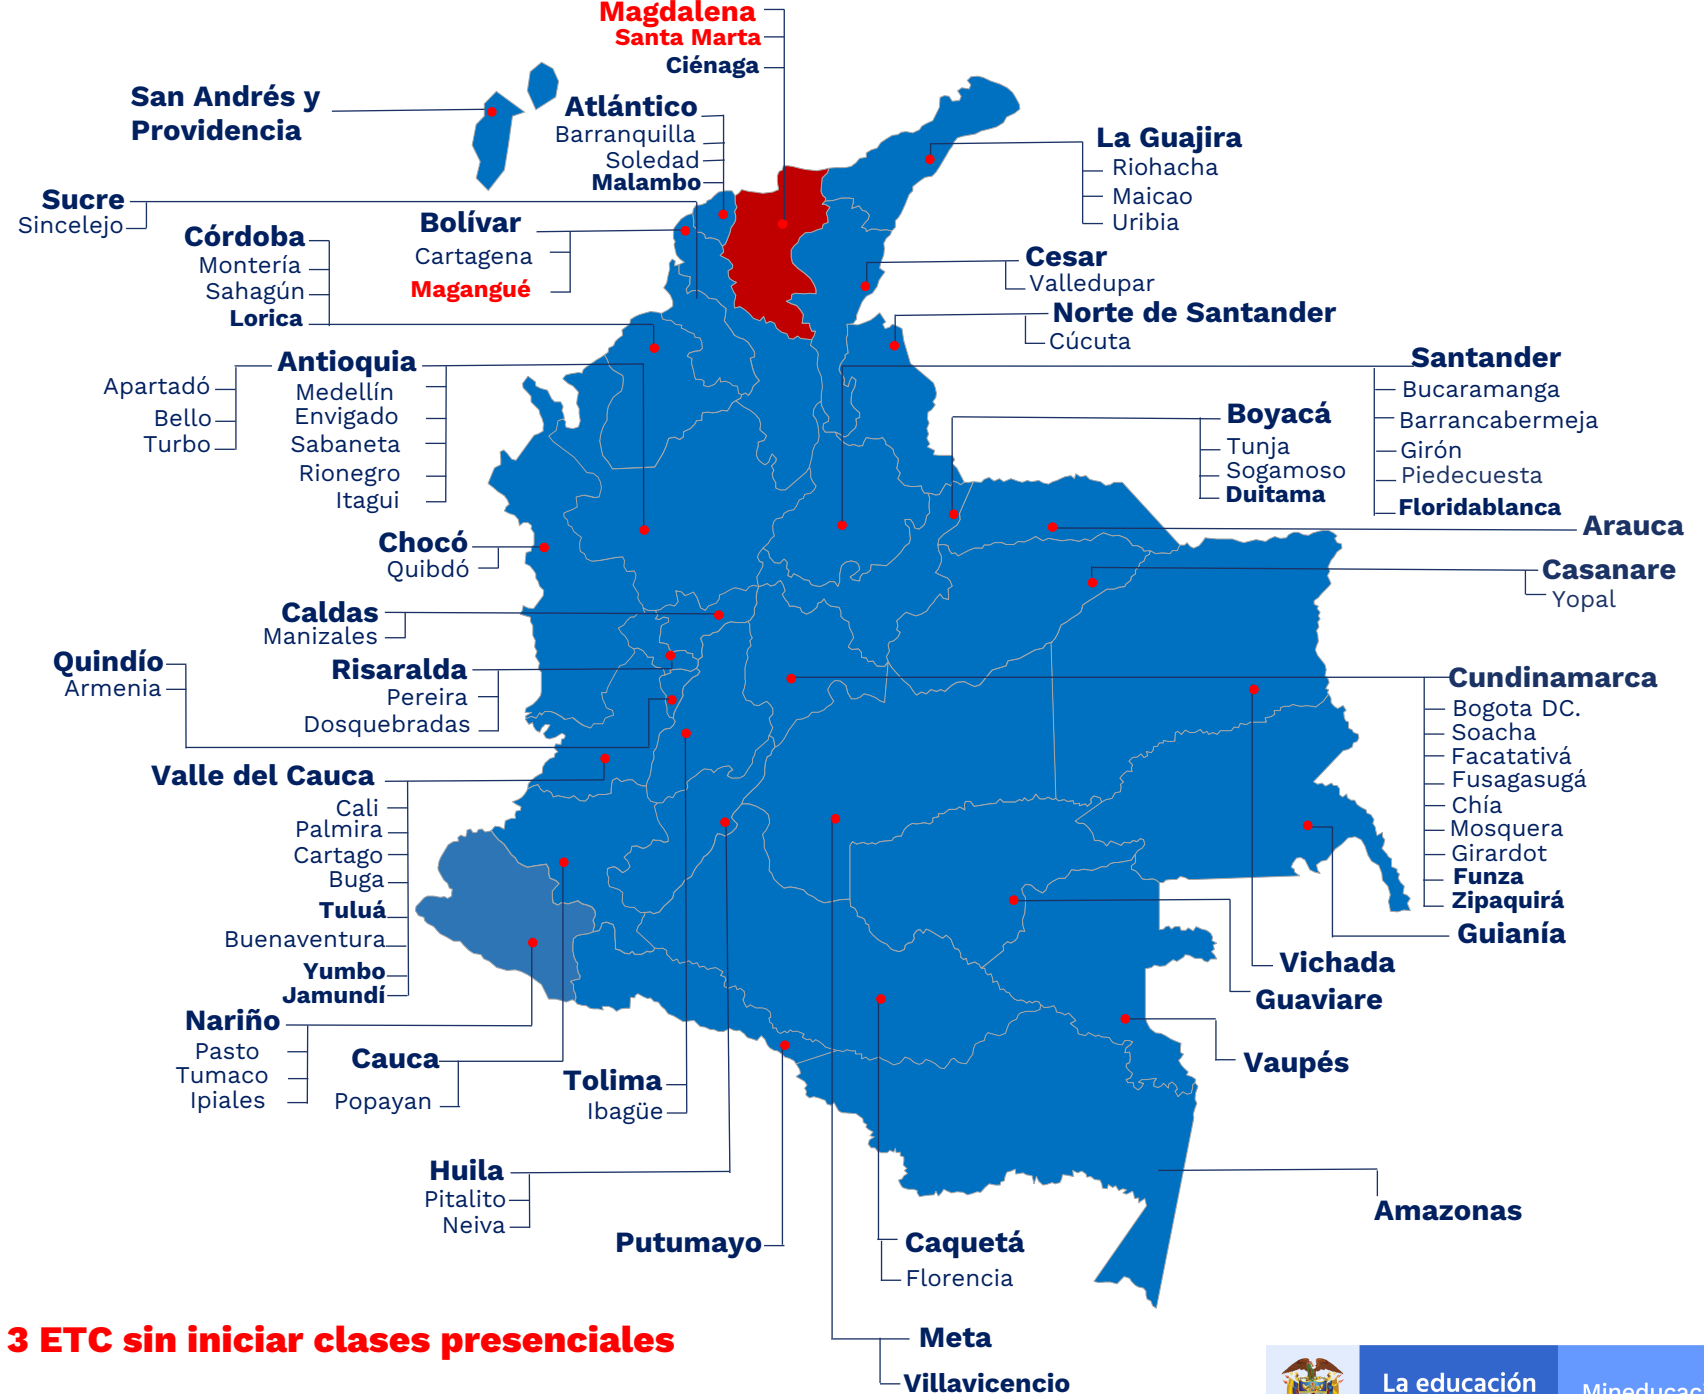 Magdalena
Santa Marta
Ciénaga
San Andrés y
Providencia
Atlántico
Barranquilla
Soledad
Malambo
La Guajira
Riohacha
Maicao
Uribia
Sucre
Sincelejo
Bolívar
Cartagena
Magangué
Córdoba
Montería
Sahagún
Lorica
Cesar
Valledupar
Norte de Santander
Cúcuta
Antioquia
Apartadó
Bello
Turbo
Medellín
Envigado
Sabaneta
Rionegro
Itagui
Santander
Bucaramanga
Barrancabermeja
Girón
Piedecuesta
Floridablanca
Boyacá
Tunja
Sogamoso
Duitama
Arauca
Chocó
Quibdó
Casanare
Yopal
Caldas
Manizales
Quindío
Armenia
Risaralda
Pereira
Dosquebradas
Cundinamarca
Bogota DC.
Soacha
Facatativá
Fusagasugá
Chía
Mosquera
Girardot
Funza
Zipaquirá
Valle del Cauca
Cali
Palmira
Cartago
Buga
Tuluá
Buenaventura
Yumbo
Jamundí
Guianía
Vichada
Guaviare
Nariño
Pasto
Tumaco
Ipiales
Cauca
Popayan
Tolima
Ibagüe
Vaupés
Huila
Pitalito
Neiva
Putumayo
Caquetá
Florencia
Amazonas
Meta
Villavicencio
3 ETC sin iniciar clases presenciales
La educación